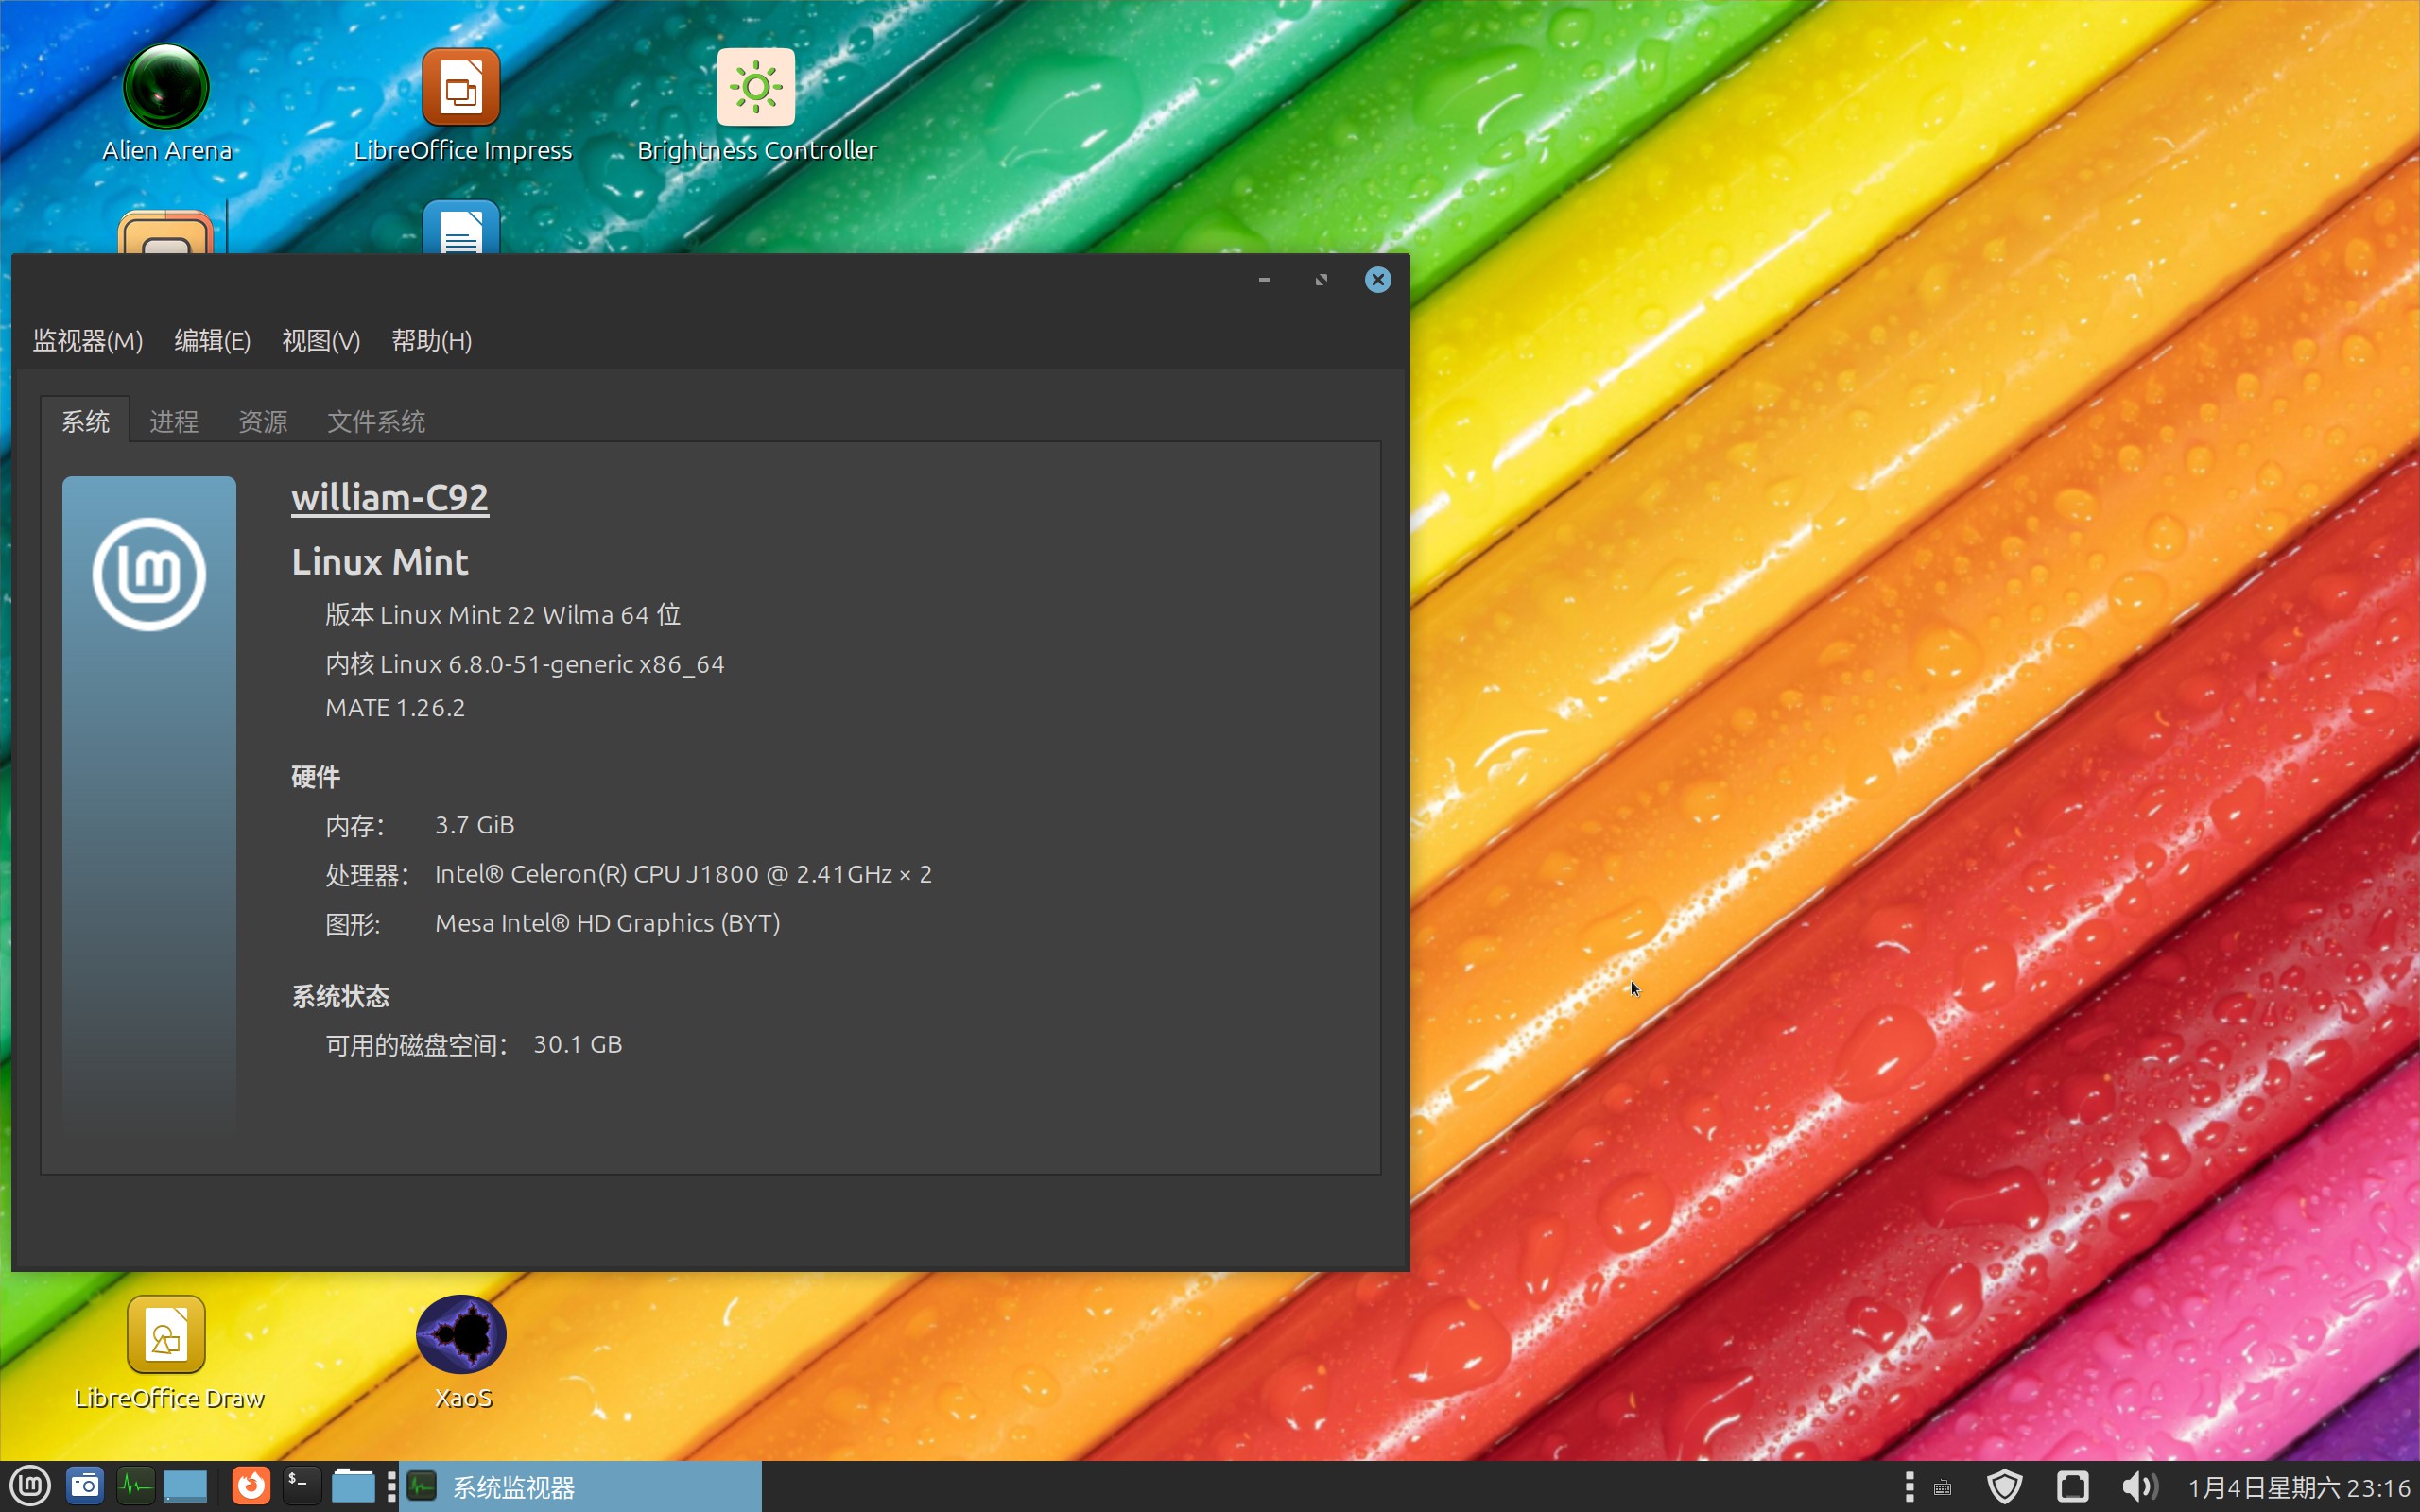 Alien Arena
LibreOffice Impress
Brightness Controller
监视器(M) 编辑(E) 视图(V) 帮助(H)
系统 进程 资源 文件系统
william-C92
Linux Mint
版本 Linux Mint 22 Wilma 64 位
内核 Linux 6.8.0-51-generic x86_64
MATE 1.26.2
硬件
内存： 3.7 GiB
处理器： Intel® Celeron(R) CPU J1800 @ 2.41GHz × 2
图形: Mesa Intel® HD Graphics (BYT)
系统状态
可用的磁盘空间： 30.1 GB
LibreOffice Draw
XaoS
系统监视器
1月4日星期六 23:16